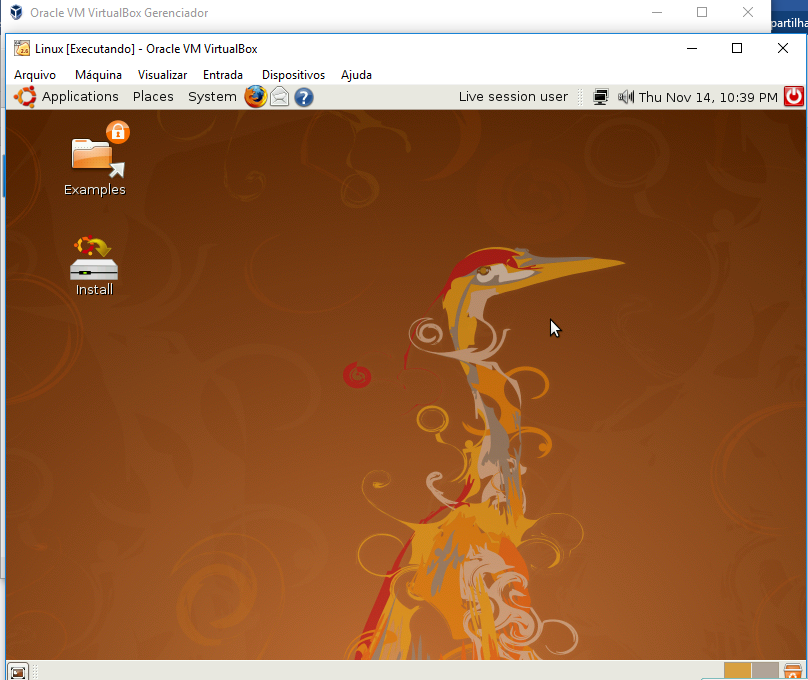 Oracle VM VirtualBox Gerenciador
partilha
Linux [Executando] - Oracle VM VirtualBox
Arquivo Máquina Visualizar Entrada Dispositivos Ajuda
Applications Places System Live session user Thu Nov 14, 10:39 PM
Examples
Install